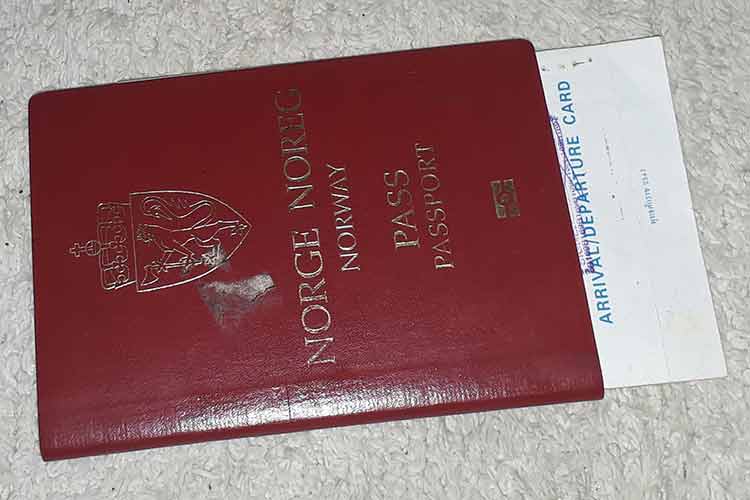 NORGE NOREG
NORWAY
PASS
PASSPORT
ARRIVAL/DEPARTURE CARD